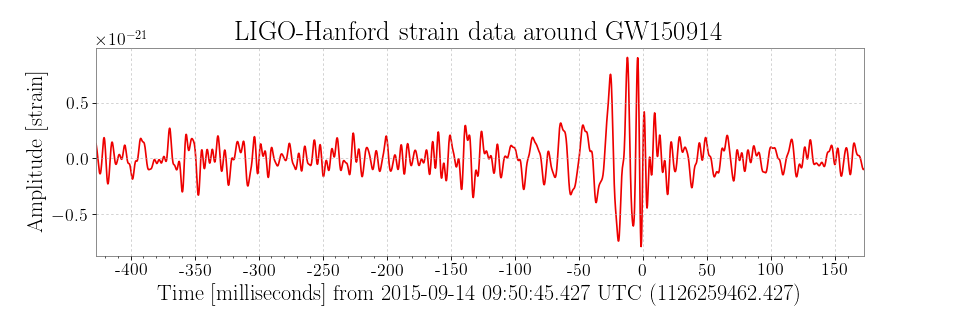 LIGO-Hanford strain data around GW150914
×10−21
Amplitude [strain]
0.5
0.0
−0.5
-400 -350 -300 -250 -200 -150 -100 -50 0 50 100 150
Time [milliseconds] from 2015-09-14 09:50:45.427 UTC (1126259462.427)